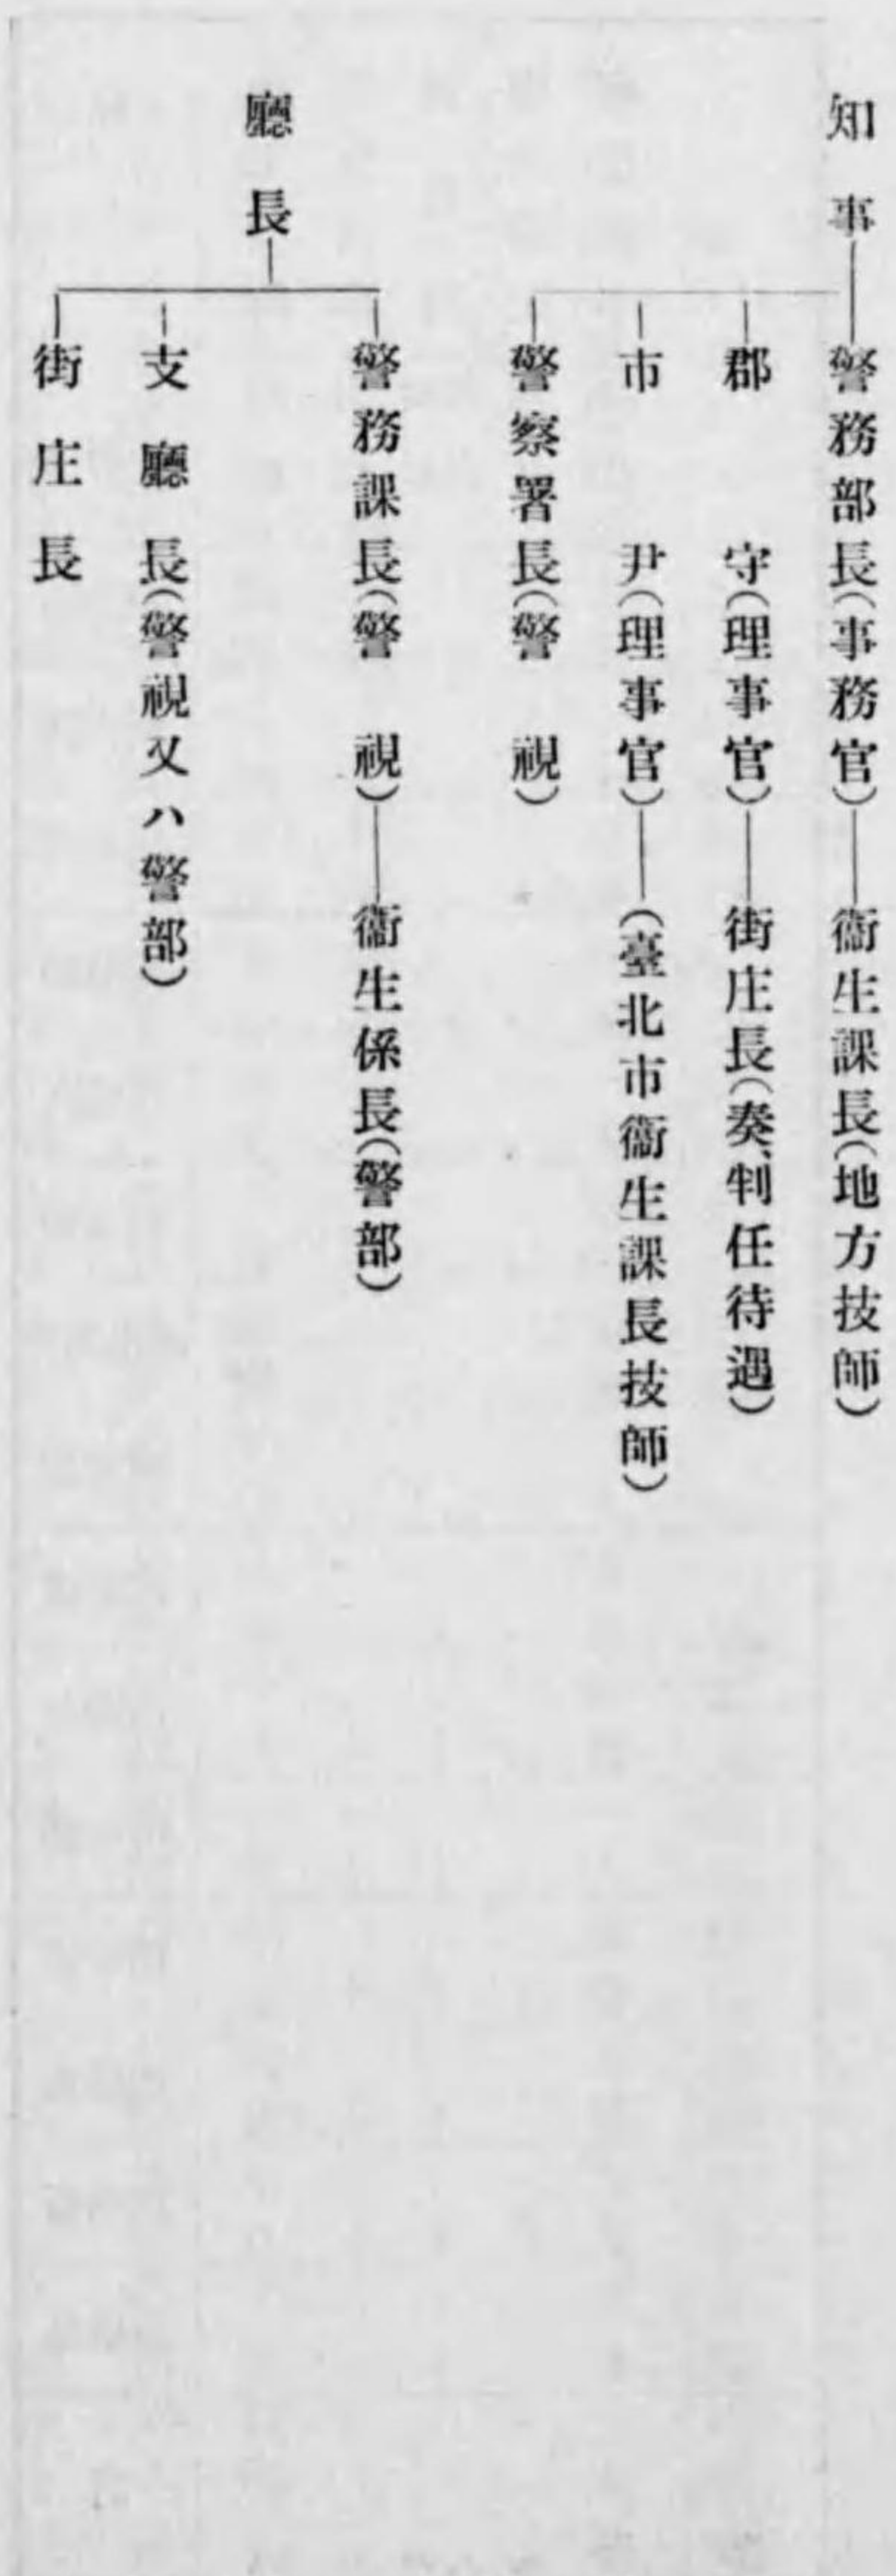 知事
警務部長(事務官)
衞生課長(地方技師)
郡守(理事官)
街庄長(奏、判任待遇)
市尹(理事官)
(臺北市衞生課長技師)
警察署長(警視)
廳長
警務課長(警視)
衞生係長(警部)
支廳長(警視又ハ警部)
街庄長